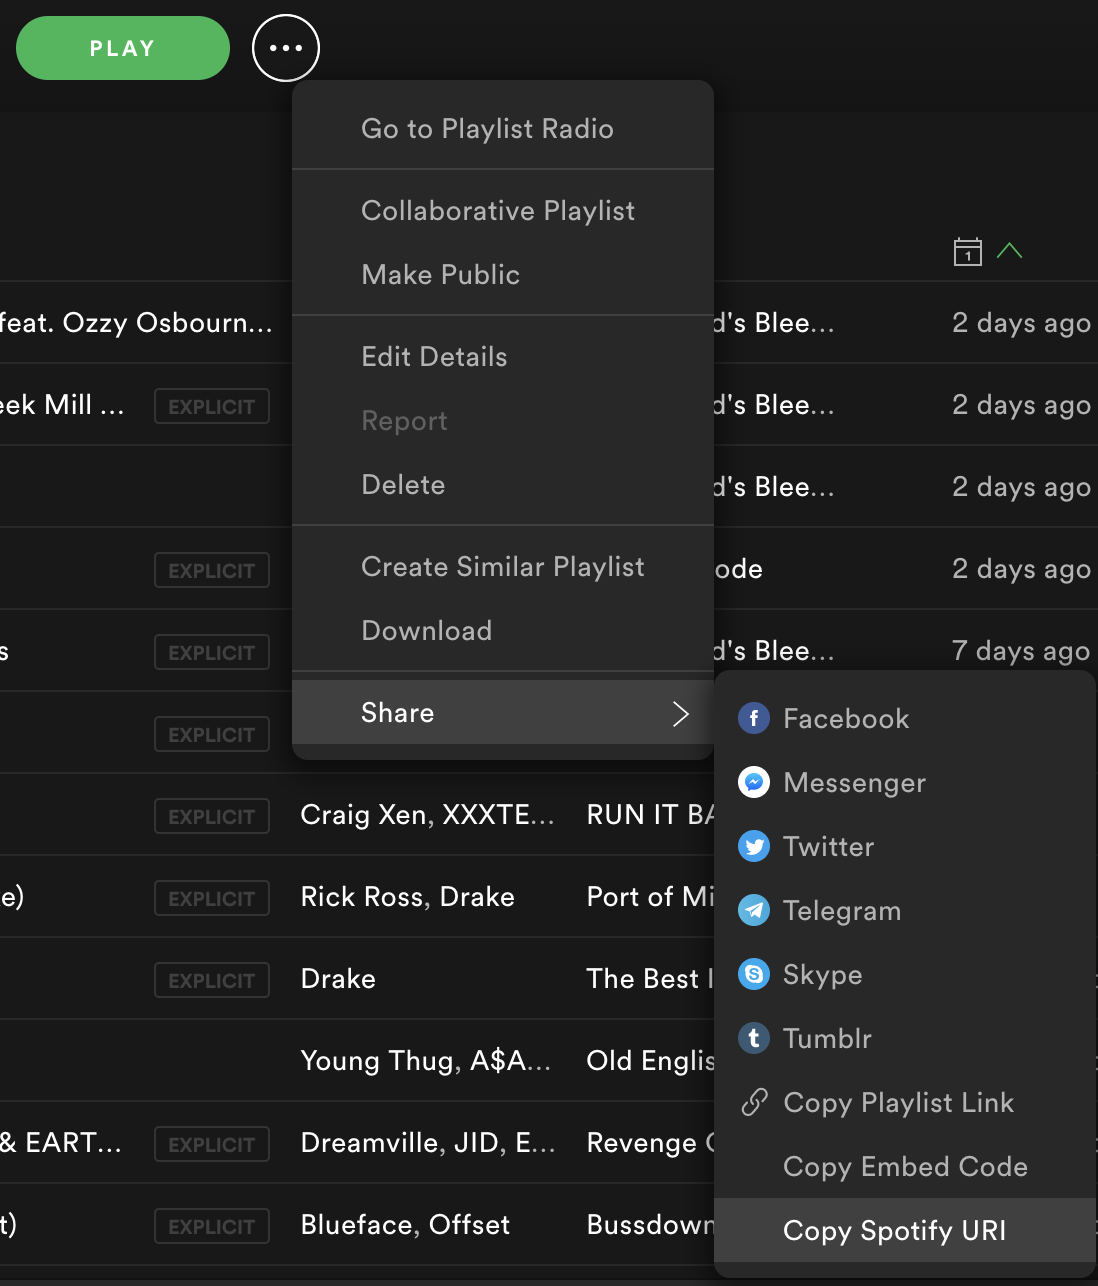 PLAY
Go to Playlist Radio
Collaborative Playlist
Make Public
Edit Details
Report
Delete
Create Similar Playlist
Download
Share
1
feat. Ozzy Osbourn...
d's Blee...
2 days ago
eek Mill ...
EXPLICIT
d's Blee...
2 days ago
d's Blee...
2 days ago
EXPLICIT
ode
2 days ago
s
EXPLICIT
d's Blee...
7 days ago
EXPLICIT
EXPLICIT
Craig Xen, XXXTE...
RUN IT BA
e)
EXPLICIT
Rick Ross, Drake
Port of Mi
EXPLICIT
Drake
The Best I
Young Thug, A$A...
Old Englis
& EART...
EXPLICIT
Dreamville, JID, E...
Revenge
t)
EXPLICIT
Blueface, Offset
Bussdown
Facebook
Messenger
Twitter
Telegram
Skype
Tumblr
Copy Playlist Link
Copy Embed Code
Copy Spotify URI